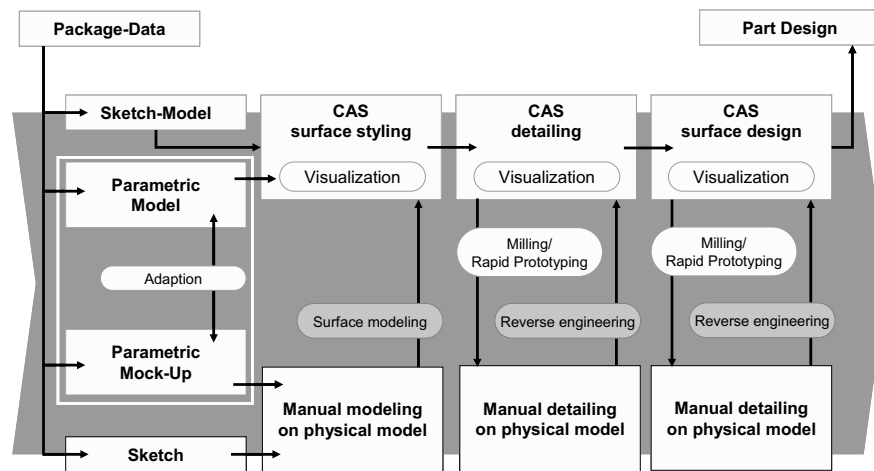 Package-Data
Part Design
Sketch-Model
CAS
surface styling
Visualization
CAS
detailing
Visualization
CAS
surface design
Visualization
Parametric
Model
Adaption
Parametric
Mock-Up
Sketch
Milling/
Rapid Prototyping
Milling/
Rapid Prototyping
Surface modeling
Reverse engineering
Reverse engineering
Manual modeling
on physical model
Manual detailing
on physical model
Manual detailing
on physical model